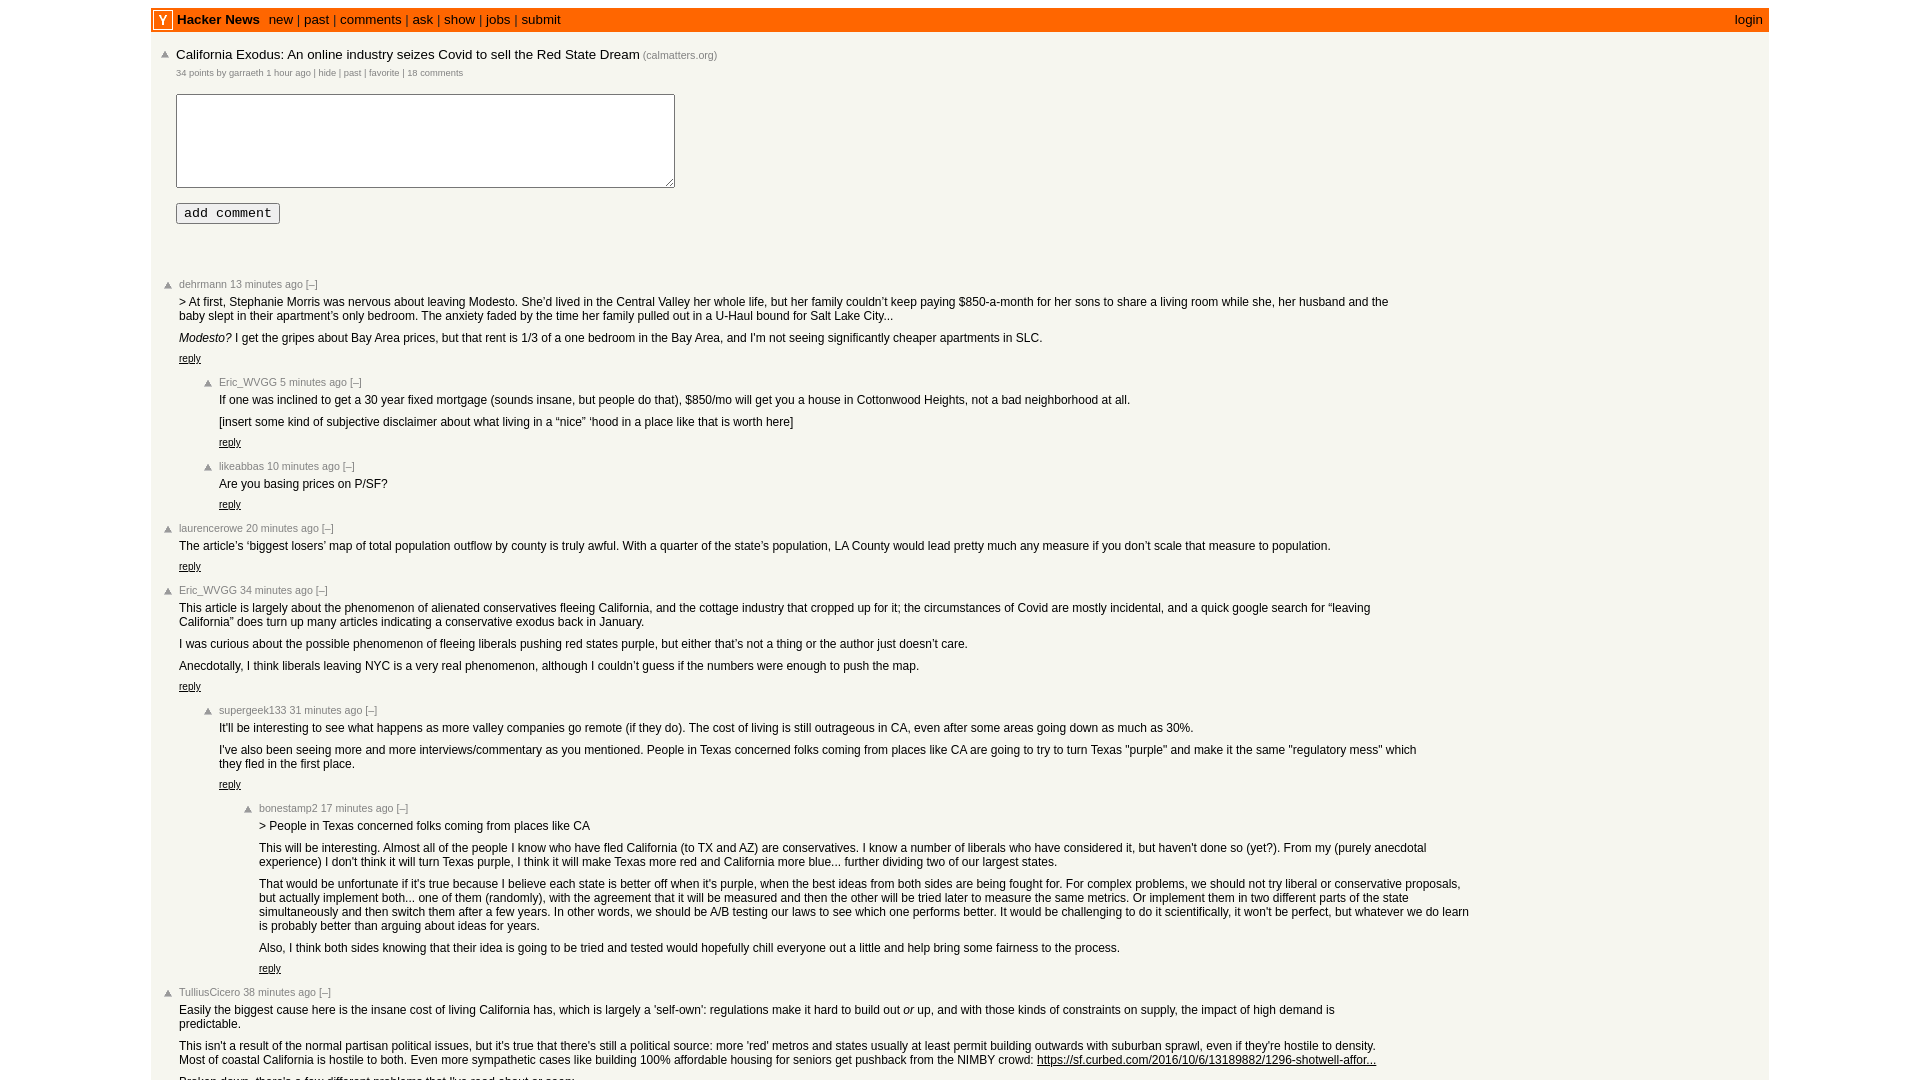 Y Hacker News new | past | comments | ask | show | jobs | submit login
California Exodus: An online industry seizes Covid to sell the Red State Dream (calmatters.org)
34 points by garraeth 1 hour ago | hide | past | favorite | 18 comments
add comment
dehrmann 13 minutes ago [–]
> At first, Stephanie Morris was nervous about leaving Modesto. She’d lived in the Central Valley her whole life, but her family couldn’t keep paying $850-a-month for her sons to share a living room while she, her husband and the
baby slept in their apartment’s only bedroom. The anxiety faded by the time her family pulled out in a U-Haul bound for Salt Lake City...
Modesto? I get the gripes about Bay Area prices, but that rent is 1/3 of a one bedroom in the Bay Area, and I'm not seeing significantly cheaper apartments in SLC.
reply
Eric_WVGG 5 minutes ago [–]
If one was inclined to get a 30 year fixed mortgage (sounds insane, but people do that), $850/mo will get you a house in Cottonwood Heights, not a bad neighborhood at all.
[insert some kind of subjective disclaimer about what living in a “nice” ‘hood in a place like that is worth here]
reply
likeabbas 10 minutes ago [–]
Are you basing prices on P/SF?
reply
laurencerowe 20 minutes ago [–]
The article’s ‘biggest losers’ map of total population outflow by county is truly awful. With a quarter of the state’s population, LA County would lead pretty much any measure if you don’t scale that measure to population.
reply
Eric_WVGG 34 minutes ago [–]
This article is largely about the phenomenon of alienated conservatives fleeing California, and the cottage industry that cropped up for it; the circumstances of Covid are mostly incidental, and a quick google search for “leaving
California” does turn up many articles indicating a conservative exodus back in January.
I was curious about the possible phenomenon of fleeing liberals pushing red states purple, but either that’s not a thing or the author just doesn’t care.
Anecdotally, I think liberals leaving NYC is a very real phenomenon, although I couldn’t guess if the numbers were enough to push the map.
reply
supergeek133 31 minutes ago [–]
It'll be interesting to see what happens as more valley companies go remote (if they do). The cost of living is still outrageous in CA, even after some areas going down as much as 30%.
I've also been seeing more and more interviews/commentary as you mentioned. People in Texas concerned folks coming from places like CA are going to try to turn Texas "purple" and make it the same "regulatory mess" which
they fled in the first place.
reply
bonestamp2 17 minutes ago [–]
> People in Texas concerned folks coming from places like CA
This will be interesting. Almost all of the people I know who have fled California (to TX and AZ) are conservatives. I know a number of liberals who have considered it, but haven't done so (yet?). From my (purely anecdotal
experience) I don't think it will turn Texas purple, I think it will make Texas more red and California more blue... further dividing two of our largest states.
That would be unfortunate if it's true because I believe each state is better off when it's purple, when the best ideas from both sides are being fought for. For complex problems, we should not try liberal or conservative proposals,
but actually implement both... one of them (randomly), with the agreement that it will be measured and then the other will be tried later to measure the same metrics. Or implement them in two different parts of the state
simultaneously and then switch them after a few years. In other words, we should be A/B testing our laws to see which one performs better. It would be challenging to do it scientifically, it won't be perfect, but whatever we do learn
is probably better than arguing about ideas for years.
Also, I think both sides knowing that their idea is going to be tried and tested would hopefully chill everyone out a little and help bring some fairness to the process.
reply
TulliusCicero 38 minutes ago [–]
Easily the biggest cause here is the insane cost of living California has, which is largely a 'self-own': regulations make it hard to build out or up, and with those kinds of constraints on supply, the impact of high demand is
predictable.
This isn't a result of the normal partisan political issues, but it's true that there's still a political source: more 'red' metros and states usually at least permit building outwards with suburban sprawl, even if they're hostile to density.
Most of coastal California is hostile to both. Even more sympathetic cases like building 100% affordable housing for seniors get pushback from the NIMBY crowd: https://sf.curbed.com/2016/10/6/13189882/1296-shotwell-affor...